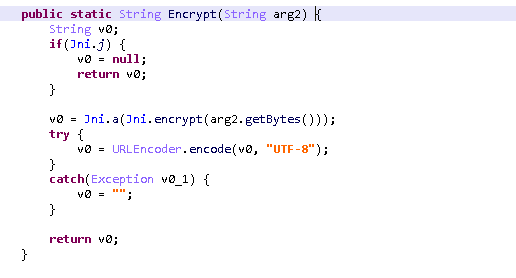 public static String Encrypt(String arg2) {
    String v0;
    if(Jni.j) {
        v0 = null;
        return v0;
    }

    v0 = Jni.a(Jni.encrypt(arg2.getBytes()));
    try {
        v0 = URLEncoder.encode(v0, "UTF-8");
    }
    catch(Exception v0_1) {
        v0 = "";
    }

    return v0;
}